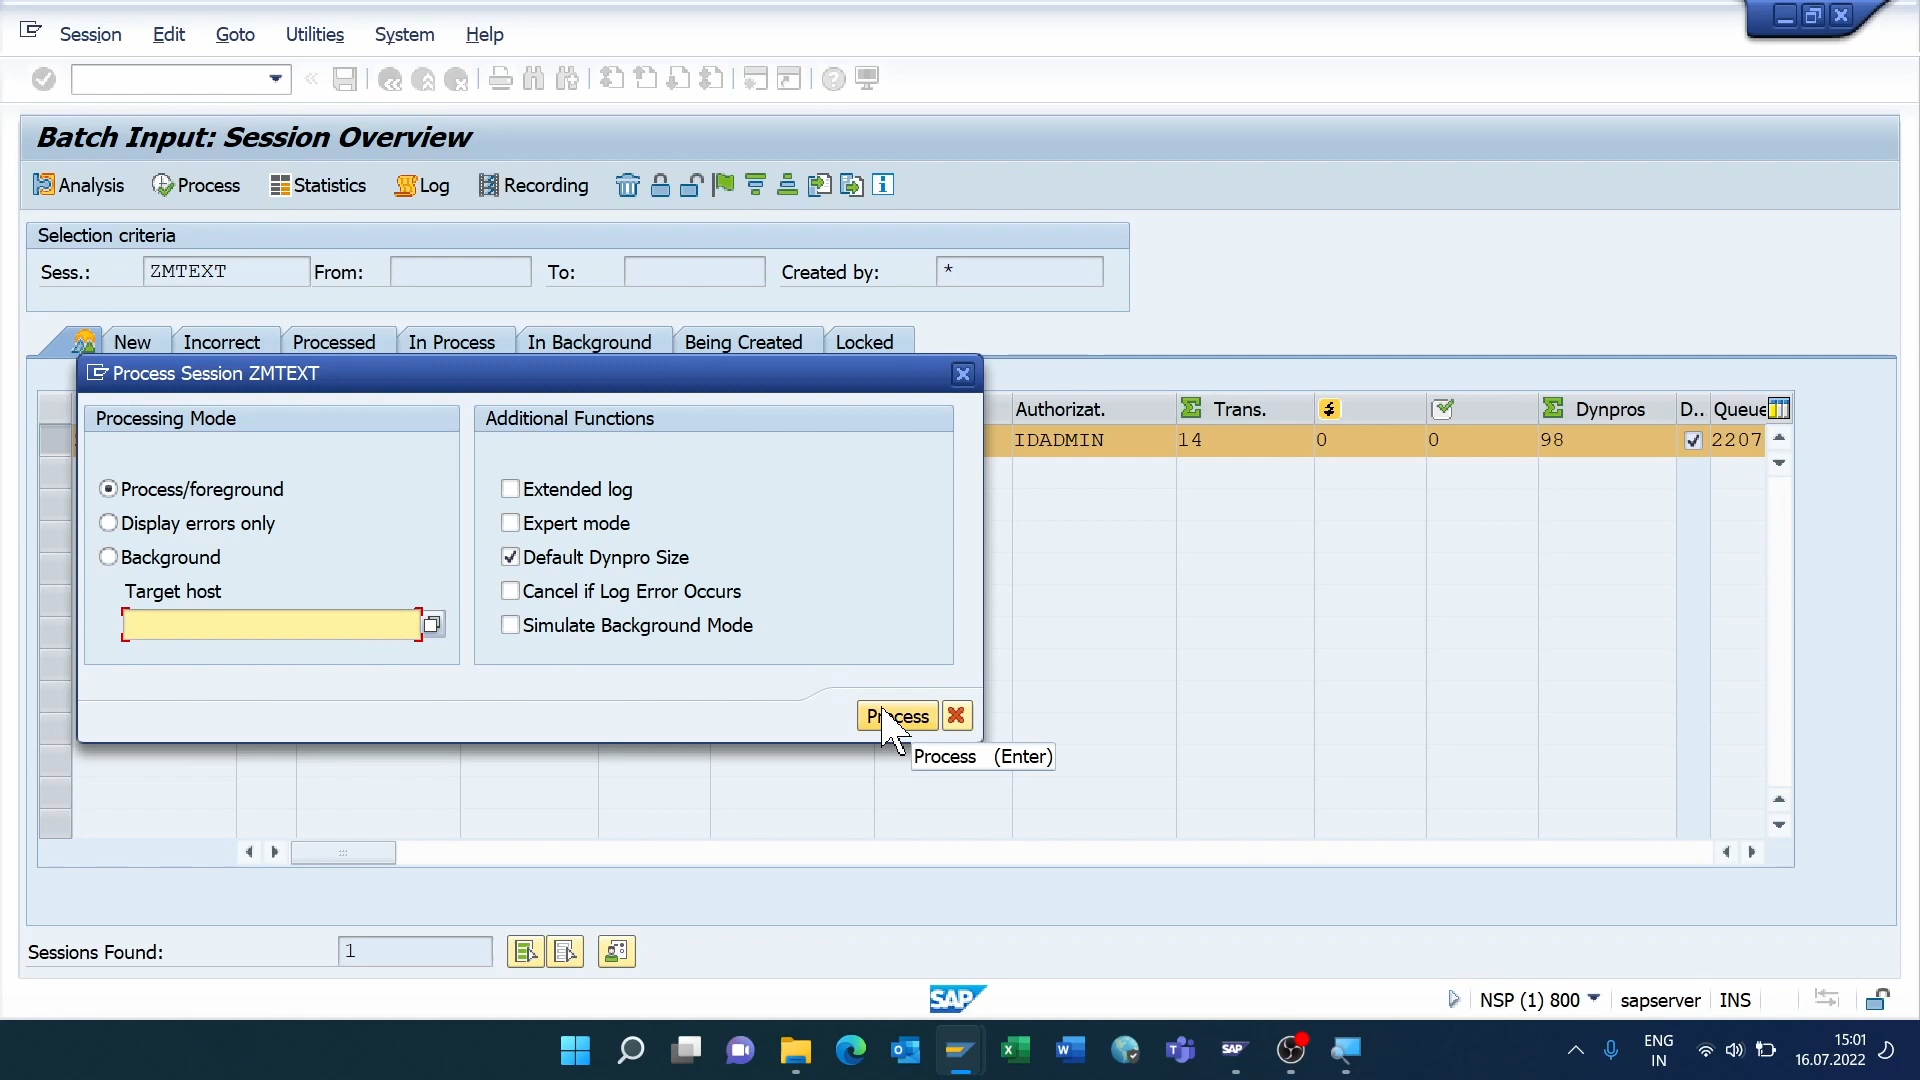 Session Edit Goto Utilities System Help
Batch Input: Session Overview
Analysis Process Statistics Log Recording
Selection criteria
Sess.: ZMTEXT From: To: Created by: *
New Incorrect Processed In Process In Background Being Created Locked
Process Session ZMTEXT
Processing Mode
Process/foreground
Display errors only
Background
Target host
Additional Functions
Extended log
Expert mode
Default Dynpro Size
Cancel if Log Error Occurs
Simulate Background Mode
Process
Process (Enter)
Authorizat. Trans. Dynpros D.. Queue
IDADMIN 14 0 0 98 2207
Sessions Found: 1
SAP
NSP (1) 800 sapserver INS
ENG
IN
15:01
16.07.2022